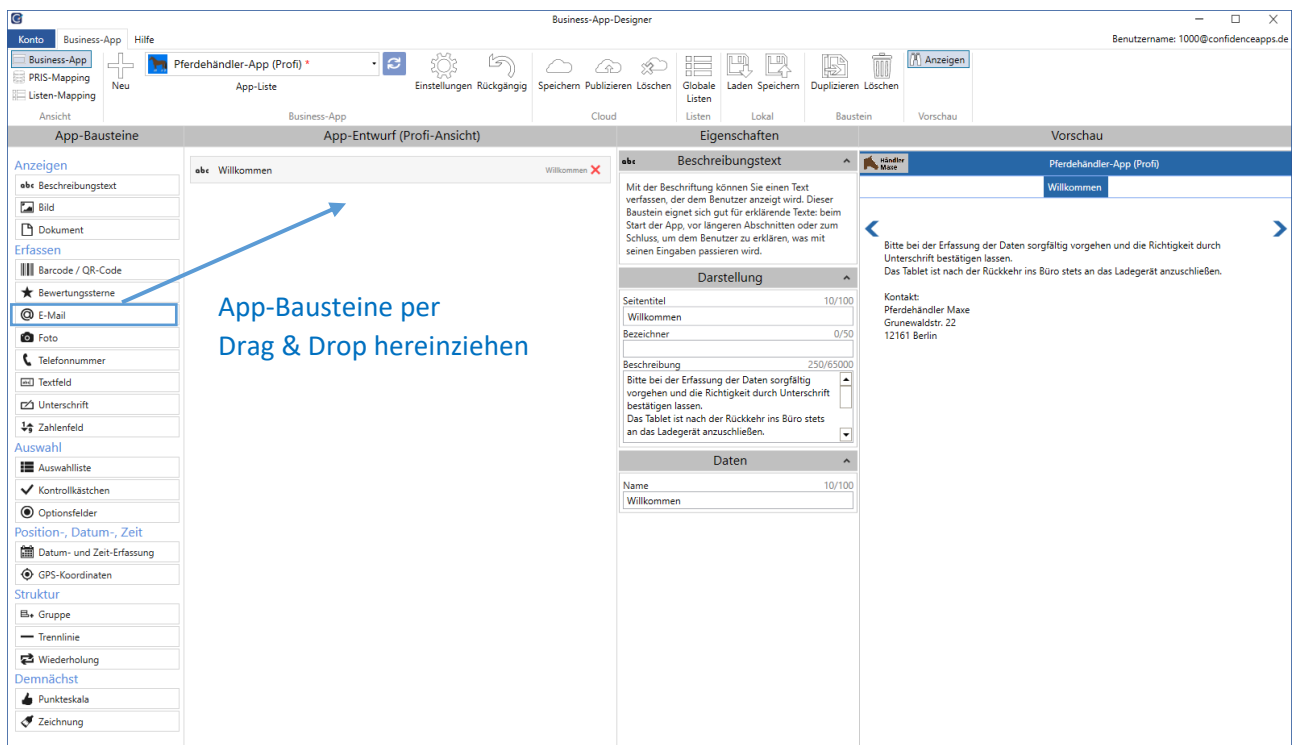 Business-App-Designer
Konto Business-App Hilfe
Benutzername: 1000@confidenceapps.de
Business-App
PRIS-Mapping
Listen-Mapping
Ansicht
Neu
Pferdehändler-App (Profi) *
App-Liste
Einstellungen Rückgängig
Business-App
Speichern Publizieren Löschen
Cloud
Globale
Listen
Listen
Laden Speichern
Lokal
Duplizieren Löschen
Baustein
Anzeigen
Vorschau
App-Bausteine
Anzeigen
abc Beschreibungstext
Bild
Dokument
Erfassen
Barcode / QR-Code
Bewertungssterne
@ E-Mail
Foto
Telefonnummer
Textfeld
Unterschrift
Zahlenfeld
Auswahl
Auswahlliste
Kontrollkästchen
Optionsfelder
Position-, Datum-, Zeit
Datum- und Zeit-Erfassung
GPS-Koordinaten
Struktur
Gruppe
Trennlinie
Wiederholung
Demnächst
Punkteskala
Zeichnung
App-Entwurf (Profi-Ansicht)
abc Willkommen Willkommen
App-Bausteine per
Drag & Drop hereinziehen
Eigenschaften
abc Beschreibungstext
Mit der Beschriftung können Sie einen Text
verfassen, der dem Benutzer anzeigt wird. Dieser
Baustein eignet sich gut für erklärende Texte: beim
Start der App, vor längeren Abschnitten oder zum
Schluss, um dem Benutzer zu erklären, was mit
seinen Eingaben passieren wird.
Darstellung
Seitentitel 10/100
Willkommen
Bezeichner 0/50
Beschreibung 250/65000
Bitte bei der Erfassung der Daten sorgfältig
vorgehen und die Richtigkeit durch Unterschrift
bestätigen lassen.
Das Tablet ist nach der Rückkehr ins Büro stets
an das Ladegerät anzuschließen.
Daten
Name 10/100
Willkommen
Vorschau
Händler
Maxe
Pferdehändler-App (Profi)
Willkommen
Bitte bei der Erfassung der Daten sorgfältig vorgehen und die Richtigkeit durch
Unterschrift bestätigen lassen.
Das Tablet ist nach der Rückkehr ins Büro stets an das Ladegerät anzuschließen.
Kontakt:
Pferdehändler Maxe
Grunewaldstr. 22
12161 Berlin